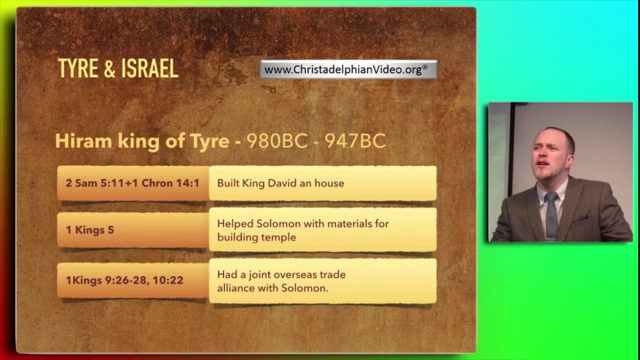 TYRE & ISRAEL
www.ChristadelphianVideo.org®
Hiram king of Tyre - 980BC - 947BC
2 Sam 5:11+1 Chron 14:1
Built King David an house
1 Kings 5
Helped Solomon with materials for
building temple
1Kings 9:26-28, 10:22
Had a joint overseas trade
alliance with Solomon.